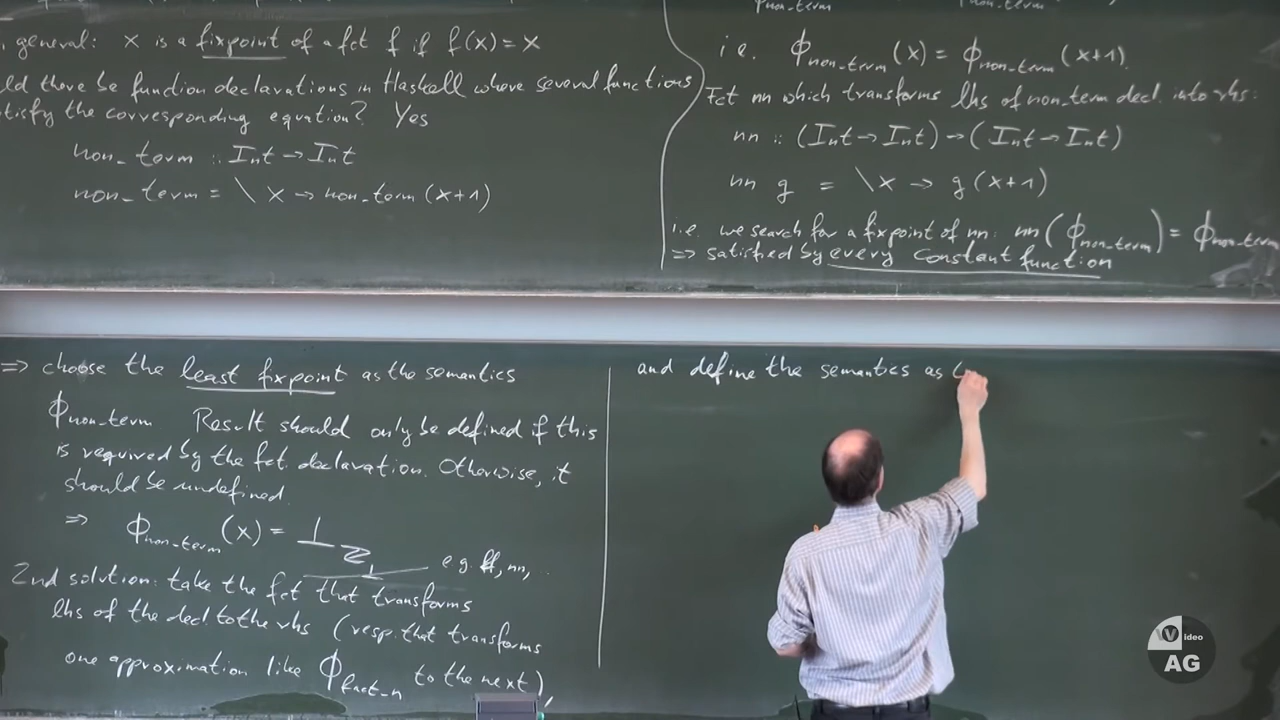 general: x is a fixpoint of a fct f if f(x) = x
there be function declarations in Haskell where several functions
the corresponding equation? Yes
non_term :: Int → Int
non_term = \ x → non_term (x+1)
i.e. ϕnon_term (x) = ϕnon_term (x+1)
Fct nn which transforms lhs of non_term decl. into rhs:
nn :: (Int → Int) → (Int → Int)
nn g = \x → g (x+1)
i.e. we search for a fixpoint of nn: nn (ϕnon_term) = ϕnon_term
⇒ satisfied by every constant function
⇒ choose the least fixpoint as the semantics
ϕnon_term Result should only be defined if this
is required by the fct. declaration. Otherwise, it
should be undefined.
⇒ ϕnon_term (x) = ⊥ℤ⊥
e.g. ff, nn, ..
2nd solution: take the fct that transforms
lhs of the decl. to the rhs (resp. that transforms
one approximation like ϕfact_n to the next),
and define the semantics as
Video
AG